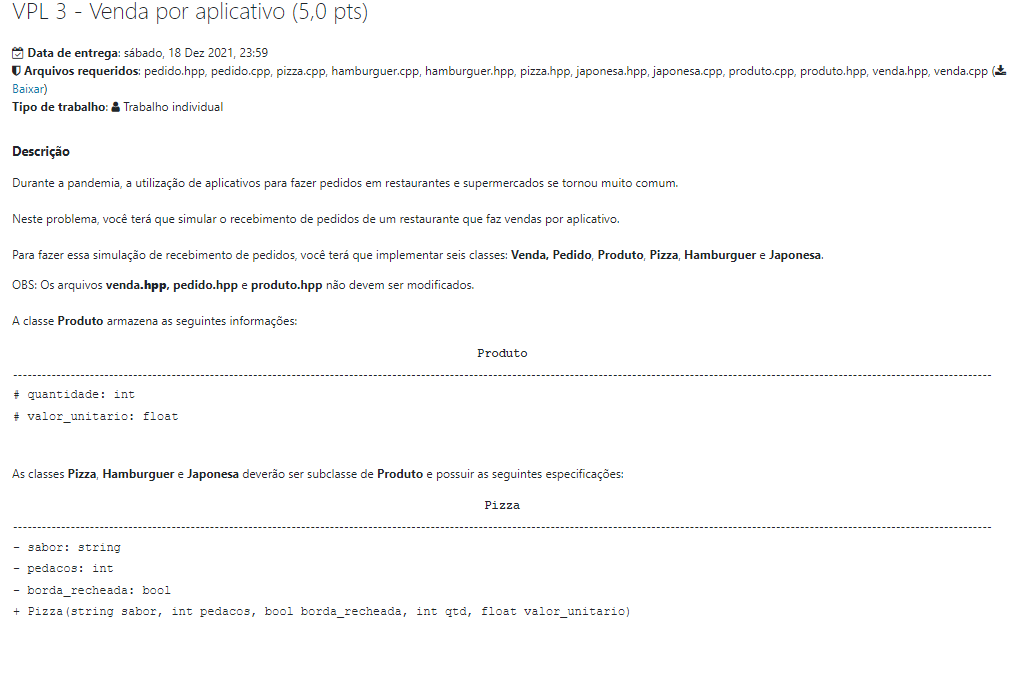 VPL 3 - Venda por aplicativo (5,0 pts)
Data de entrega: sábado, 18 Dez 2021, 23:59
Arquivos requeridos: pedido.hpp, pedido.cpp, pizza.cpp, hamburguer.cpp, hamburguer.hpp, pizza.hpp, japonesa.hpp, japonesa.cpp, produto.cpp, produto.hpp, venda.hpp, venda.cpp (
Baixar)
Tipo de trabalho: Trabalho individual
Descrição
Durante a pandemia, a utilização de aplicativos para fazer pedidos em restaurantes e supermercados se tornou muito comum.
Neste problema, você terá que simular o recebimento de pedidos de um restaurante que faz vendas por aplicativo.
Para fazer essa simulação de recebimento de pedidos, você terá que implementar seis classes: Venda, Pedido, Produto, Pizza, Hamburguer e Japonesa.
OBS: Os arquivos venda.hpp, pedido.hpp e produto.hpp não devem ser modificados.
A classe Produto armazena as seguintes informações:
Produto
# quantidade: int
# valor_unitario: float
As classes Pizza, Hamburguer e Japonesa deverão ser subclasse de Produto e possuir as seguintes especificações:
Pizza
- sabor: string
- pedacos: int
- borda_recheada: bool
+ Pizza(string sabor, int pedacos, bool borda_recheada, int qtd, float valor_unitario)